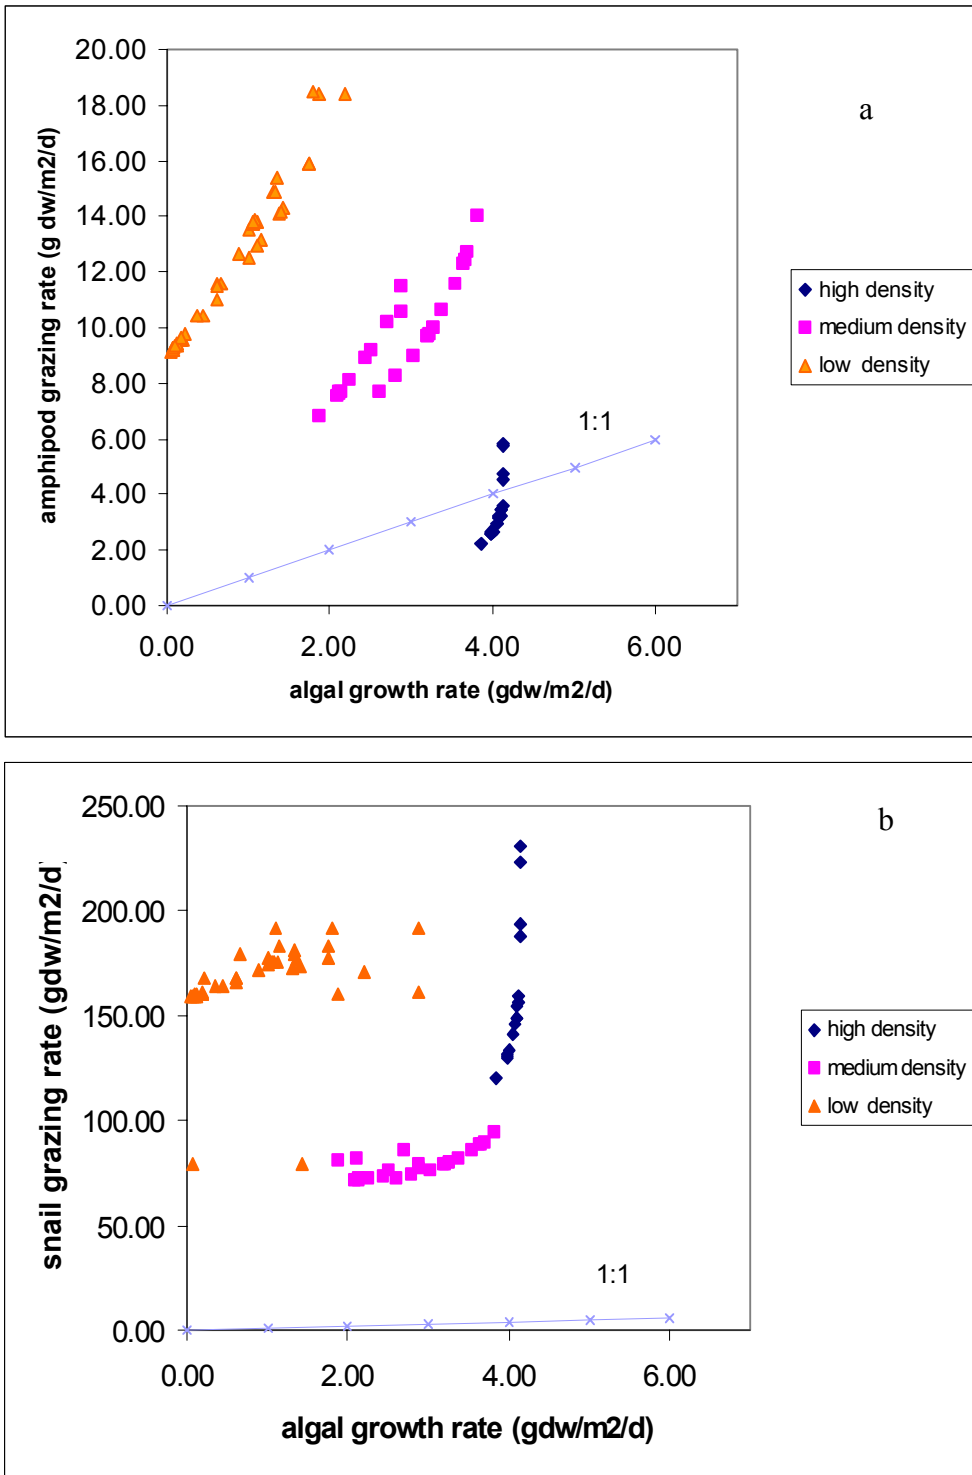 a
20.00
18.00
16.00
14.00
12.00
10.00
8.00
6.00
4.00
2.00
0.00
amphipod grazing rate (g dw/m2/d)
1:1
high density
medium density
low density
0.00 2.00 4.00 6.00
algal growth rate (gdw/m2/d)
b
250.00
200.00
150.00
100.00
50.00
0.00
snail grazing rate (gdw/m2/d)
high density
medium density
low density
1:1
0.00 2.00 4.00 6.00
algal growth rate (gdw/m2/d)